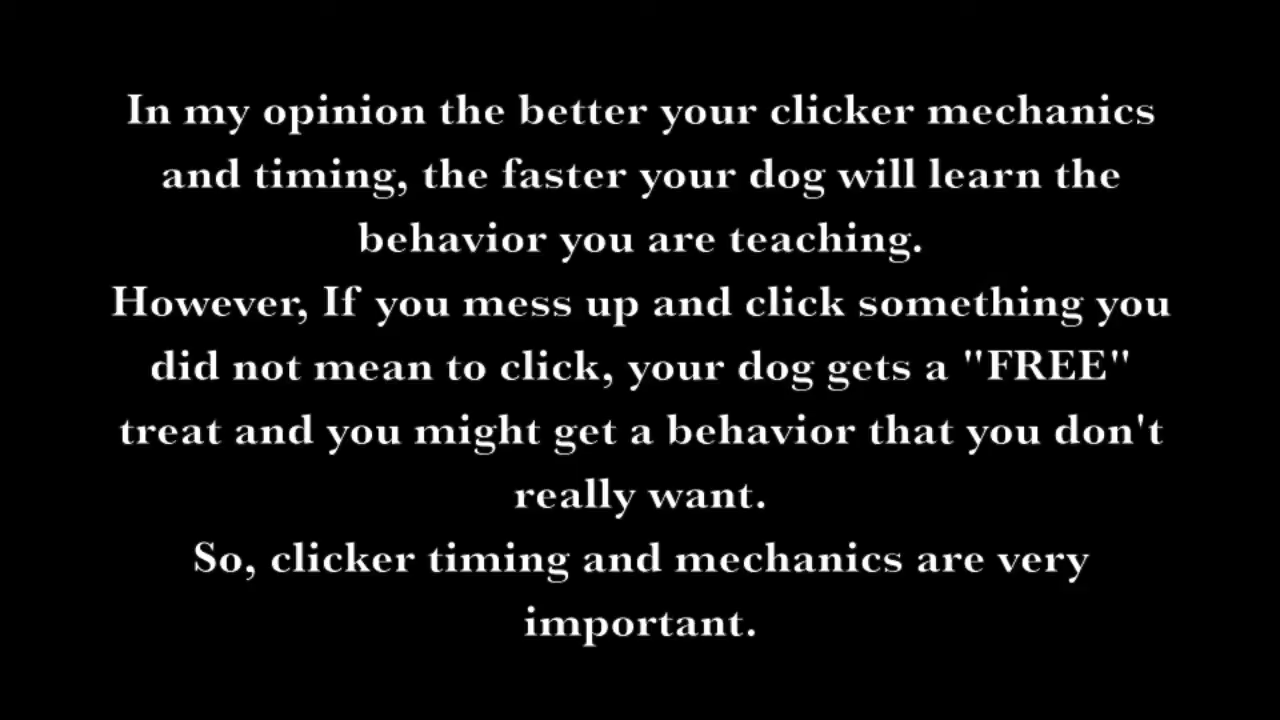 In my opinion the better your clicker mechanics
and timing, the faster your dog will learn the
behavior you are teaching.
However, If you mess up and click something you
did not mean to click, your dog gets a "FREE"
treat and you might get a behavior that you don't
really want.
So, clicker timing and mechanics are very
important.